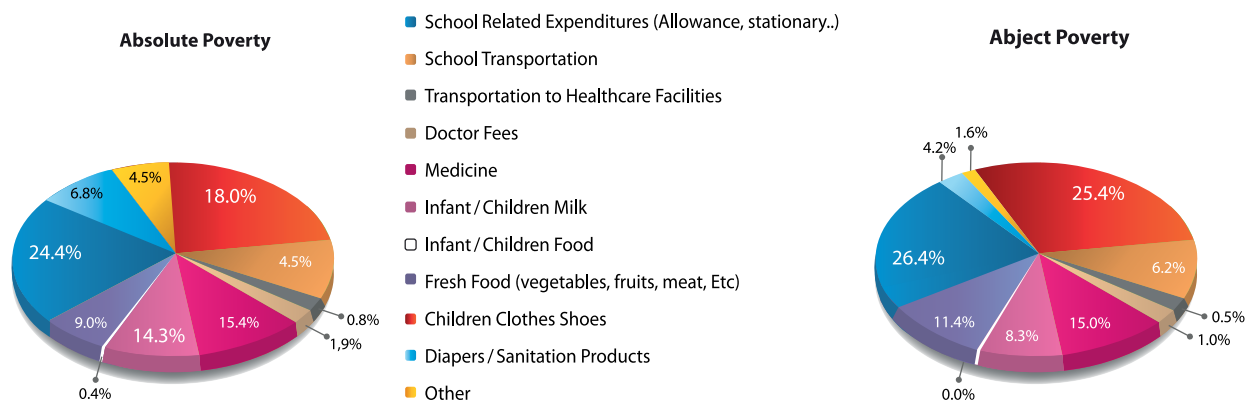 Absolute Poverty
6.8%
4.5%
18.0%
24.4%
4.5%
9.0%
14.3%
15.4%
0.8%
1,9%
0.4%
School Related Expenditures (Allowance, stationary..)
School Transportation
Transportation to Healthcare Facilities
Doctor Fees
Medicine
Infant / Children Milk
Infant / Children Food
Fresh Food (vegetables, fruits, meat, Etc)
Children Clothes Shoes
Diapers / Sanitation Products
Other
Abject Poverty
1.6%
4.2%
25.4%
26.4%
6.2%
11.4%
8.3%
15.0%
0.5%
1.0%
0.0%